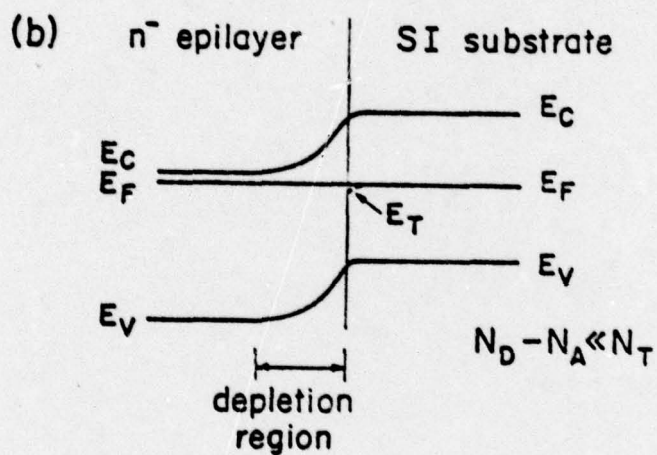 (b) n⁻ epilayer SI substrate
E_C
E_C
E_F
E_F
E_T
E_V
E_V
N_D − N_A ≪ N_T
depletion
region